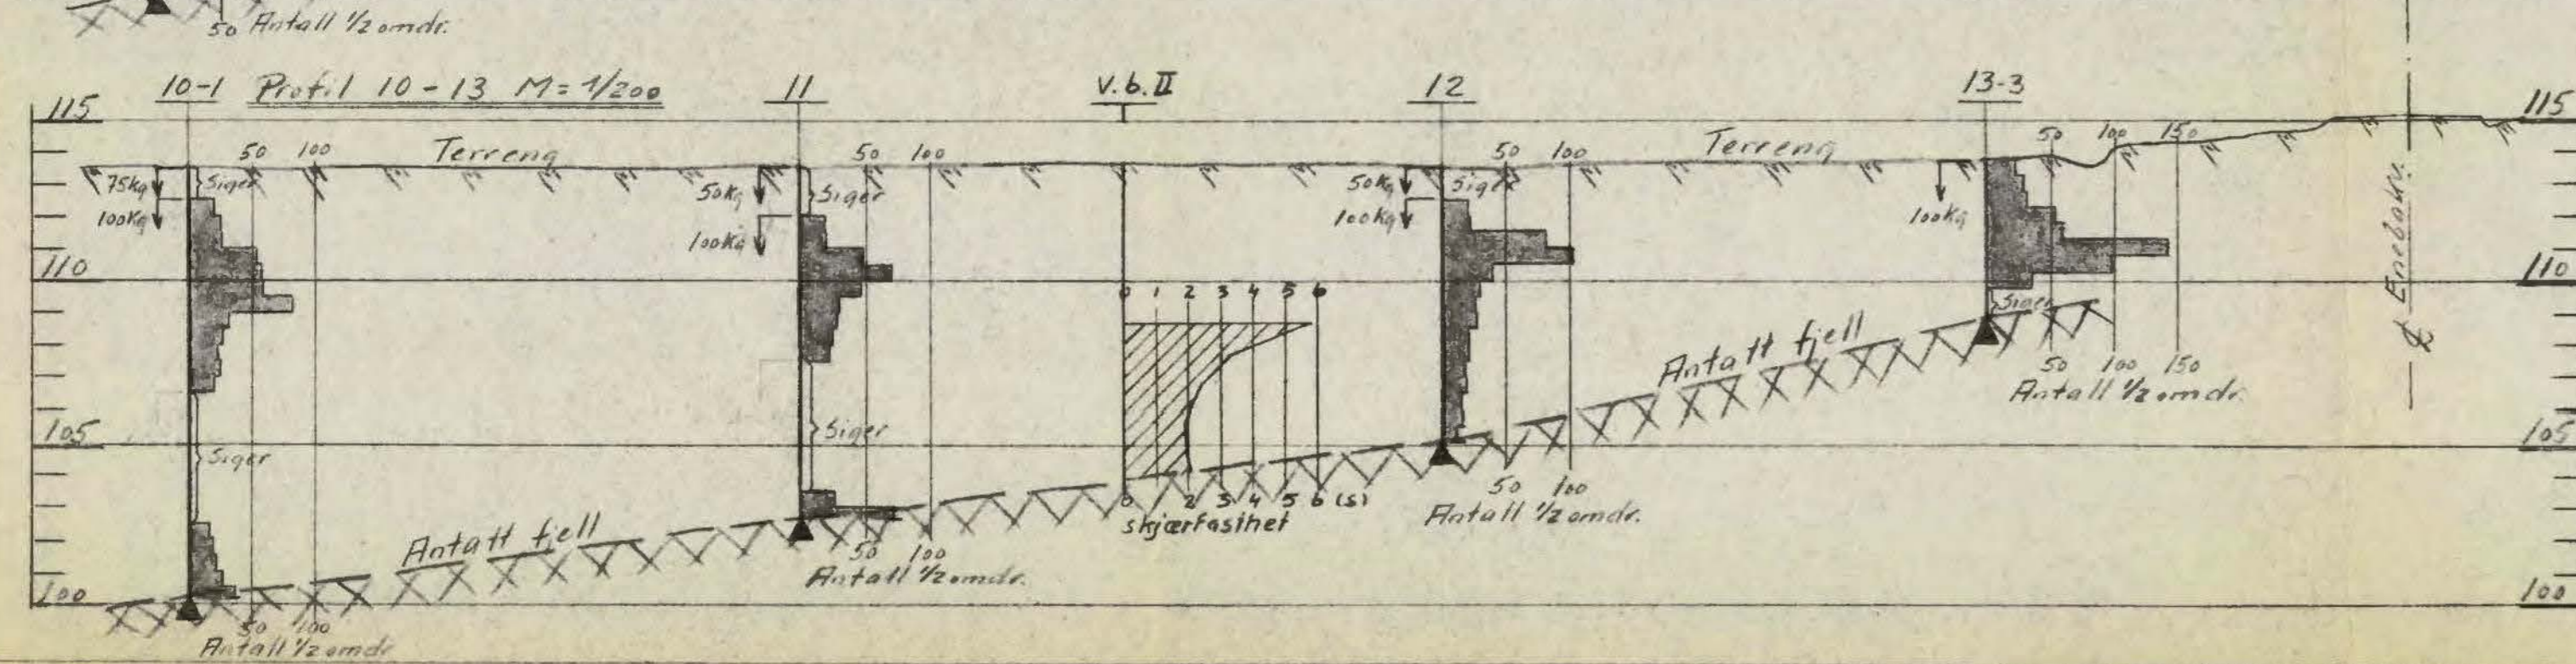 50 Antall ½ omdr.
10-1 Profil 10-13 M=1/200 11 V.b.II 12 13-3
115 115
50 100 Terreng 50 100 50 100 Terreng 50 100 150
75kg Siger 50kg Siger 50kg Siger
100kg 100kg 100kg 100kg
110 110
0 1 2 3 4 5 6
Siger
Antatt fjell
50 100 150
Antall ½ omdr.
105 Siger Siger 105
50 100
Antall ½ omdr.
0 2 3 4 5 6 (s)
skjærfasthet
Antatt fjell
50 100
Antall ½ omdr.
100 100
50 100
Antall ½ omdr